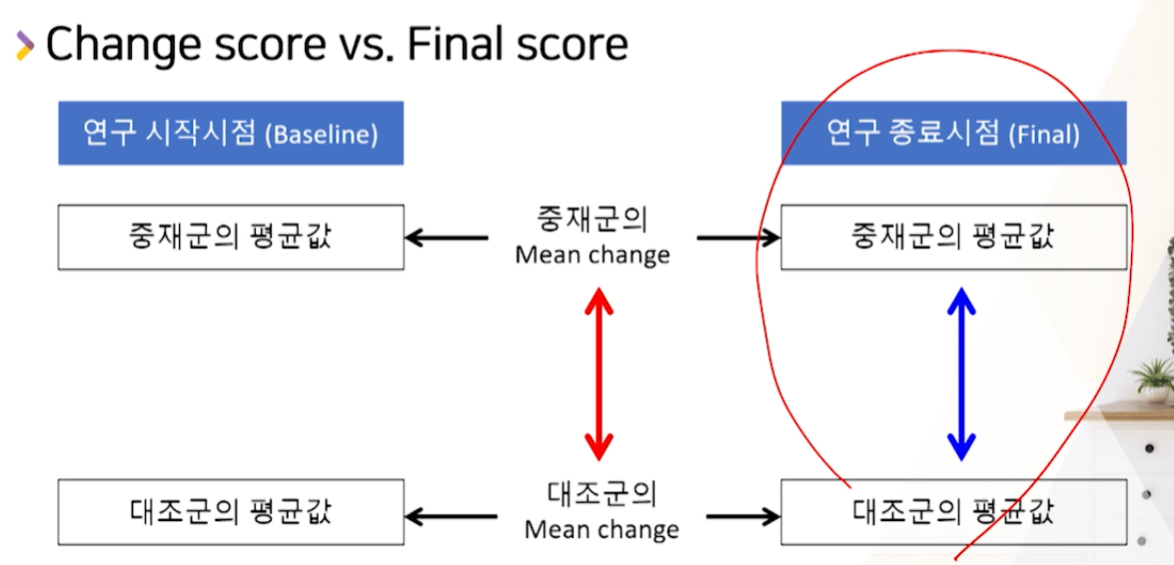 Change score vs. Final score
연구 시작시점 (Baseline)
연구 종료시점 (Final)
중재군의 평균값
중재군의
Mean change
중재군의 평균값
대조군의 평균값
대조군의
Mean change
대조군의 평균값